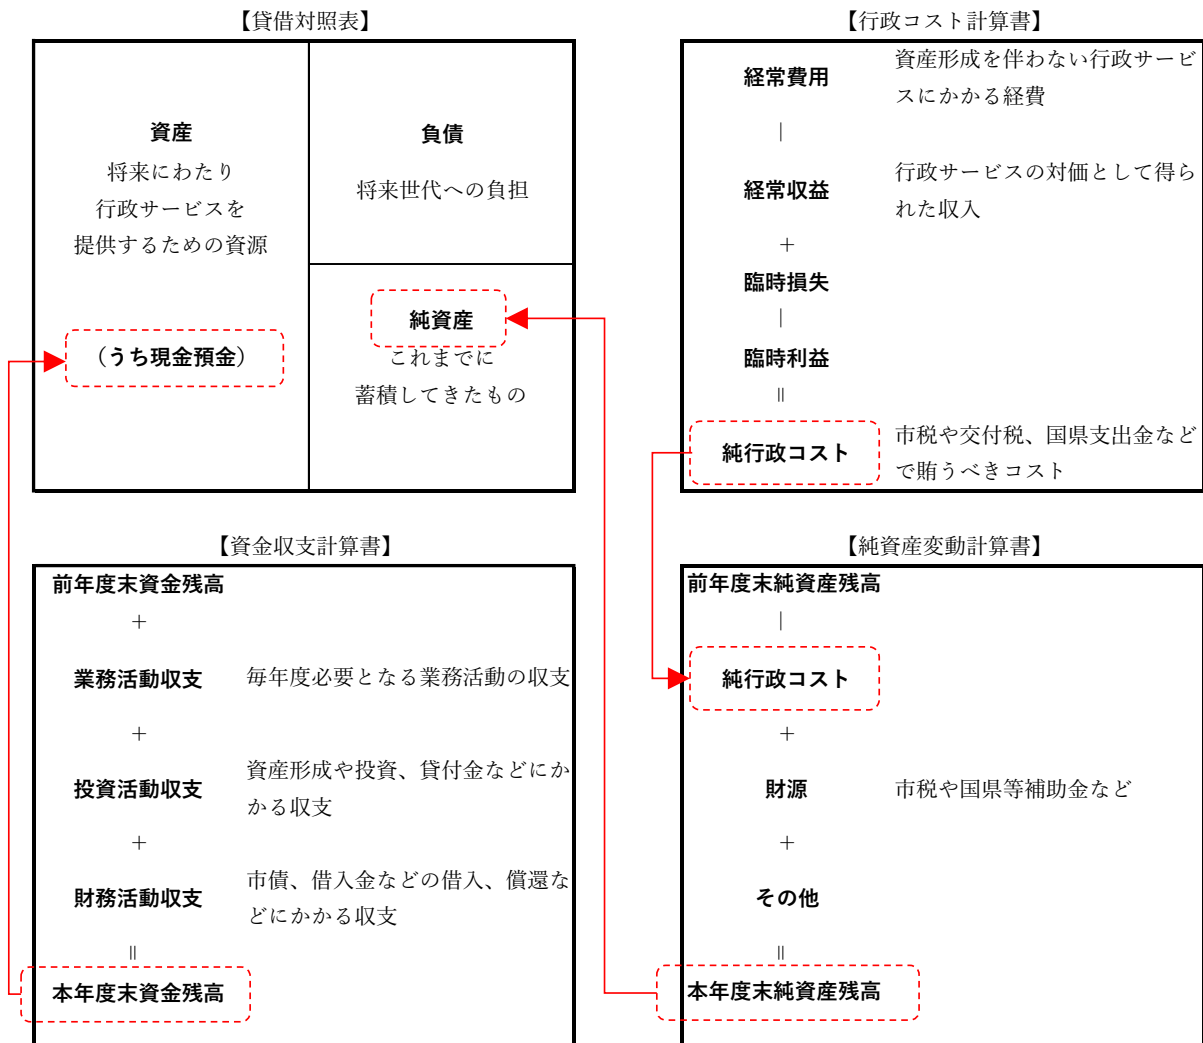 【貸借対照表】
資産
将来にわたり
行政サービスを
提供するための資源
（うち現金預金）
負債
将来世代への負担
純資産
これまでに
蓄積してきたもの
【行政コスト計算書】
経常費用
資産形成を伴わない行政サービ
スにかかる経費
｜
経常収益
行政サービスの対価として得ら
れた収入
＋
臨時損失
｜
臨時利益
॥
純行政コスト
市税や交付税、国県支出金など
で賄うべきコスト
【資金収支計算書】
前年度末資金残高
＋
業務活動収支
毎年度必要となる業務活動の収支
＋
投資活動収支
資産形成や投資、貸付金などにか
かる収支
＋
財務活動収支
市債、借入金などの借入、償還な
どにかかる収支
॥
本年度末資金残高
【純資産変動計算書】
前年度末純資産残高
｜
純行政コスト
＋
財源
市税や国県等補助金など
＋
その他
॥
本年度末純資産残高